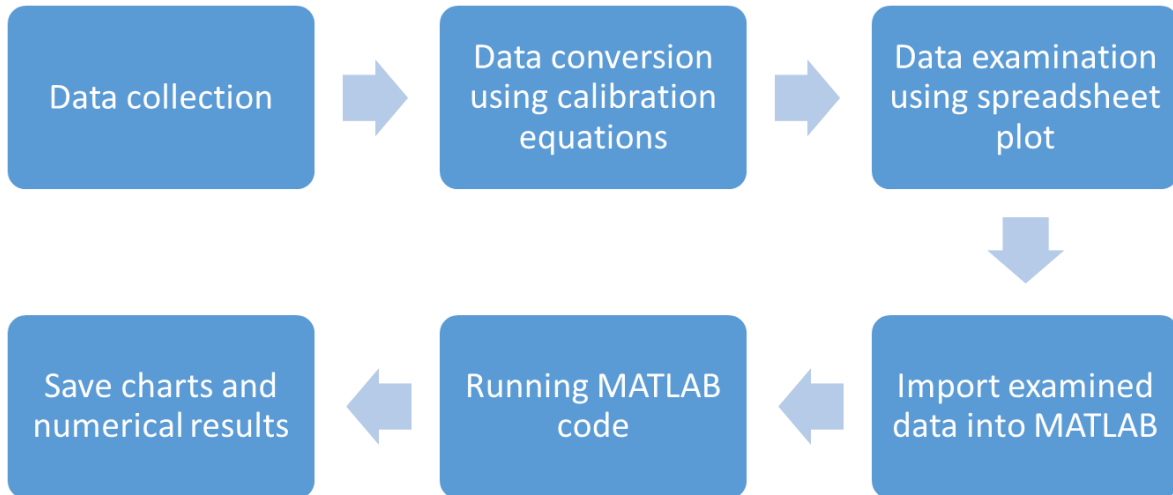 Data collection
Data conversion
using calibration
equations
Data examination
using spreadsheet
plot
Import examined
data into MATLAB
Running MATLAB
code
Save charts and
numerical results